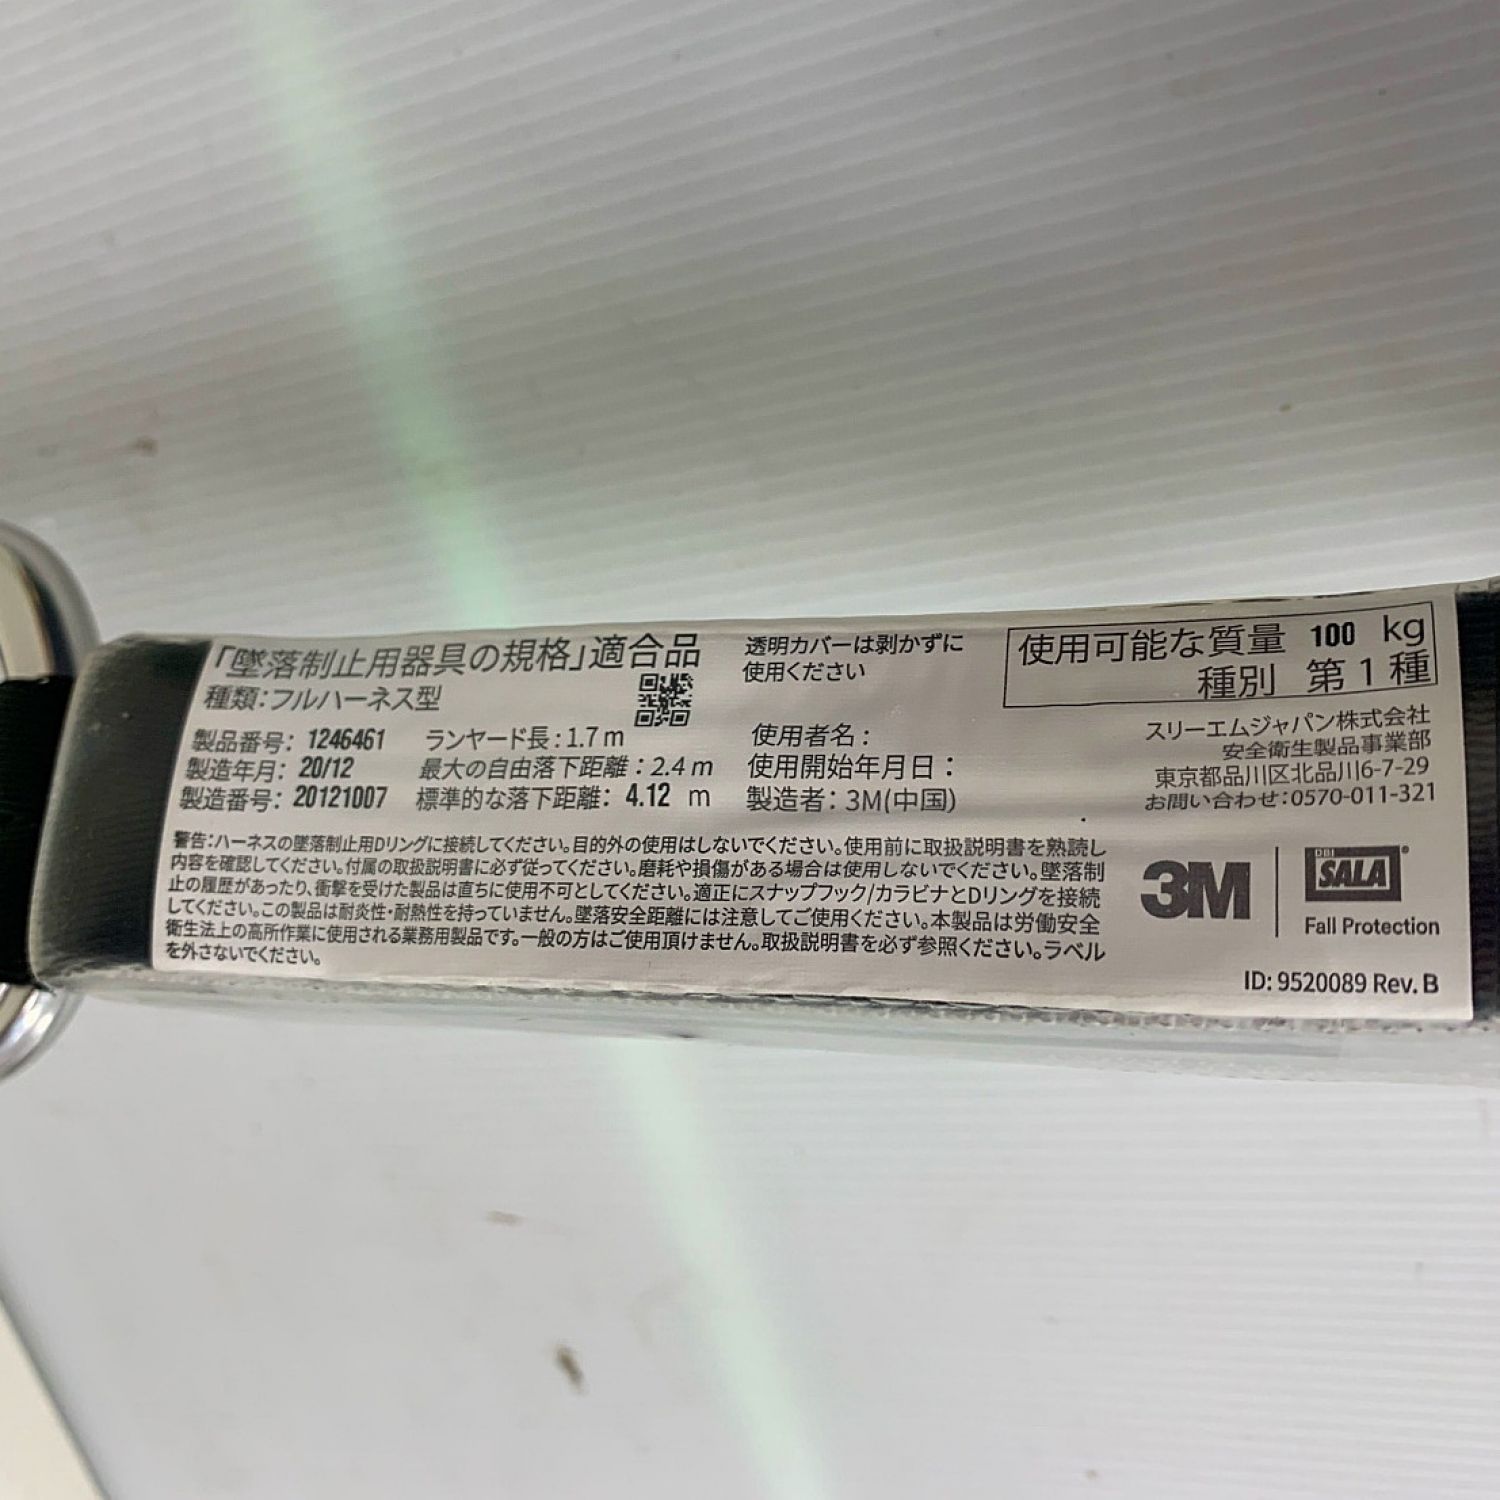 「墜落制止用器具の規格」適合品
種類：フルハーネス型
製品番号： 1246461
製造年月： 20/12
製造番号： 20121007
ランヤード長：1.7 m
最大の自由落下距離：2.4 m
標準的な落下距離： 4.12 m
透明カバーは剥かずに
使用ください
使用者名：
使用開始年月日：
製造者：3M(中国)
使用可能な質量 100 kg
種別 第１種
スリーエムジャパン株式会社
安全衛生製品事業部
東京都品川区北品川6-7-29
お問い合わせ：0570-011-321
警告：ハーネスの墜落制止用Dリングに接続してください。目的外の使用はしないでください。使用前に取扱説明書を熟読し
内容を確認してください。付属の取扱説明書に必ず従ってください。磨耗や損傷がある場合は使用しないでください。墜落制
止の履歴があったり、衝撃を受けた製品は直ちに使用不可としてください。適正にスナップフック/カラビナとDリングを接続
してください。この製品は耐炎性・耐熱性を持っていません。墜落安全距離には注意してご使用ください。本製品は労働安全
衛生法上の高所作業に使用される業務用製品です。一般の方はご使用頂けません。取扱説明書を必ず参照ください。ラベル
を外さないでください。
3M
DBI
SALA®
Fall Protection
ID: 9520089 Rev. B